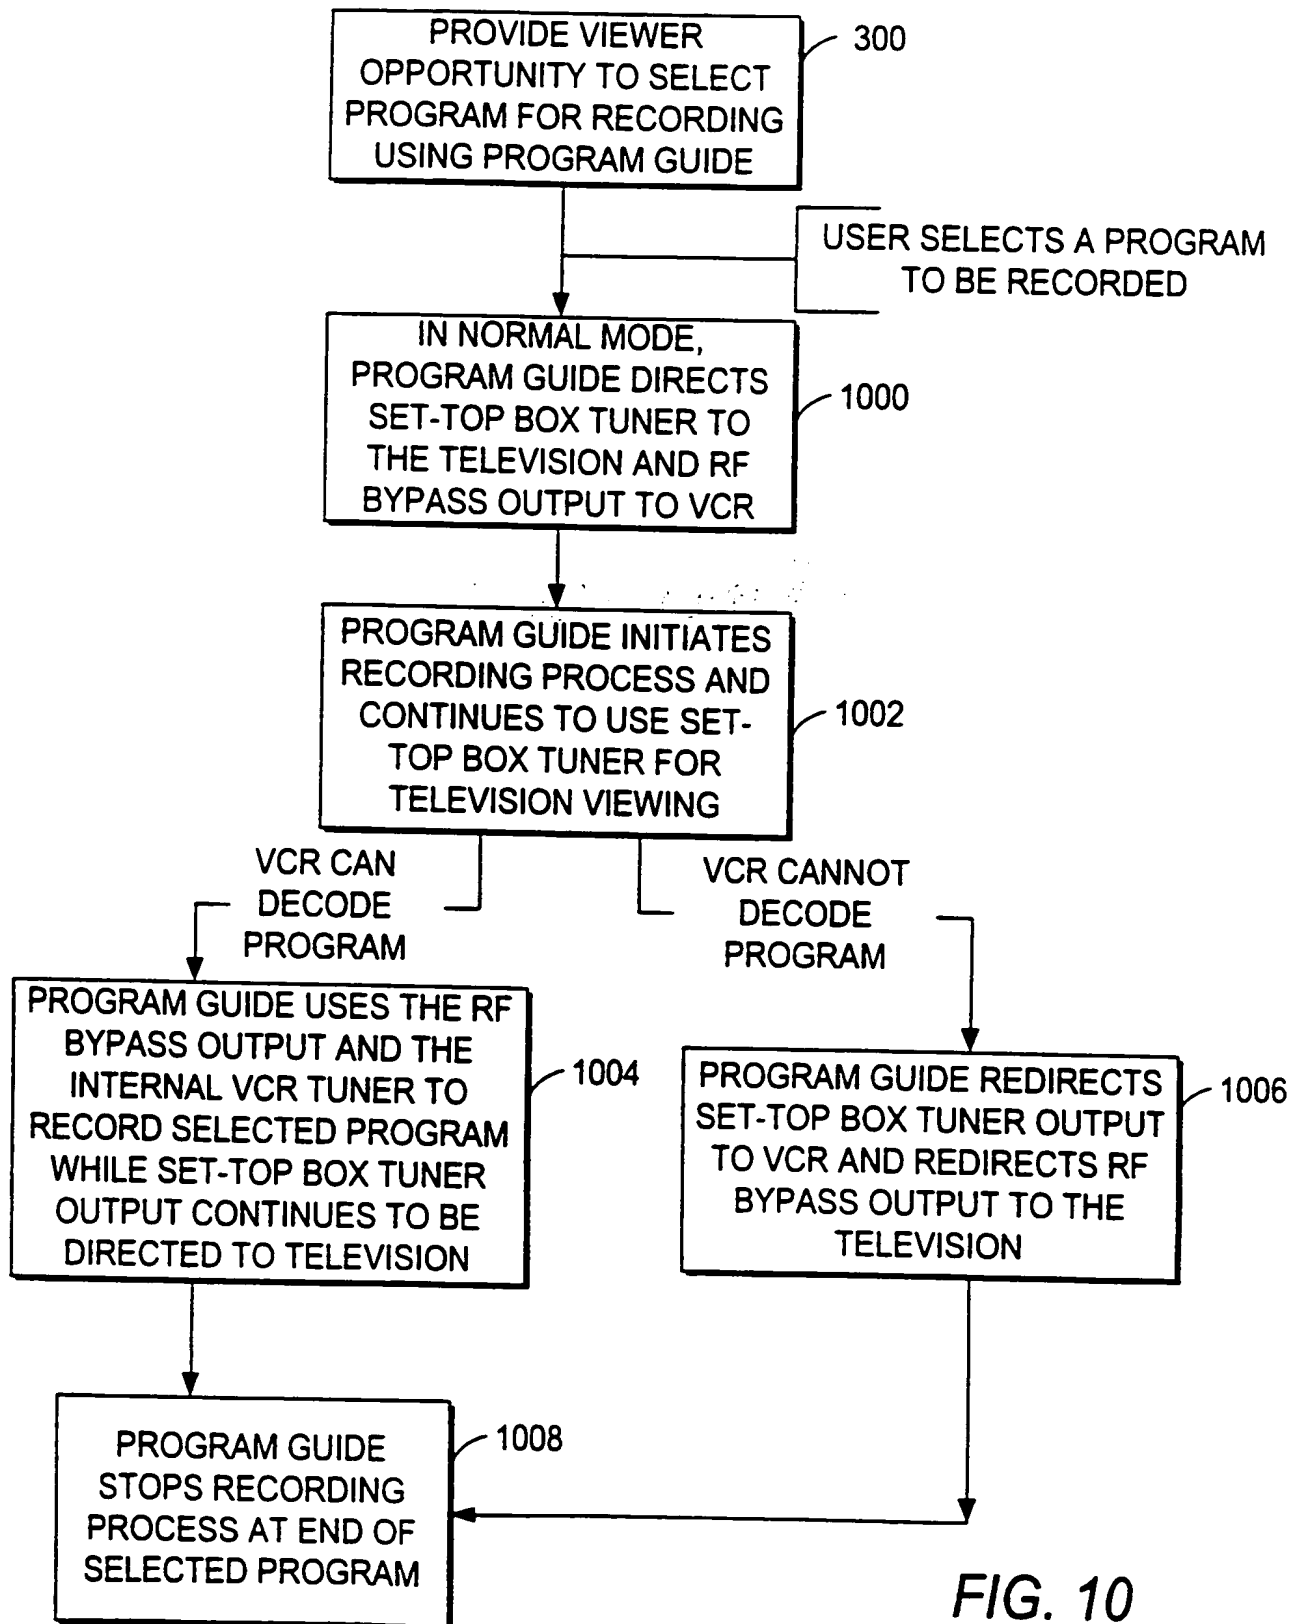 PROVIDE VIEWER
OPPORTUNITY TO SELECT
PROGRAM FOR RECORDING
USING PROGRAM GUIDE
300
USER SELECTS A PROGRAM
TO BE RECORDED
IN NORMAL MODE,
PROGRAM GUIDE DIRECTS
SET-TOP BOX TUNER TO
THE TELEVISION AND RF
BYPASS OUTPUT TO VCR
1000
PROGRAM GUIDE INITIATES
RECORDING PROCESS AND
CONTINUES TO USE SET-
TOP BOX TUNER FOR
TELEVISION VIEWING
1002
VCR CAN
DECODE
PROGRAM
VCR CANNOT
DECODE
PROGRAM
PROGRAM GUIDE USES THE RF
BYPASS OUTPUT AND THE
INTERNAL VCR TUNER TO
RECORD SELECTED PROGRAM
WHILE SET-TOP BOX TUNER
OUTPUT CONTINUES TO BE
DIRECTED TO TELEVISION
1004
PROGRAM GUIDE REDIRECTS
SET-TOP BOX TUNER OUTPUT
TO VCR AND REDIRECTS RF
BYPASS OUTPUT TO THE
TELEVISION
1006
PROGRAM GUIDE
STOPS RECORDING
PROCESS AT END OF
SELECTED PROGRAM
1008
FIG. 10